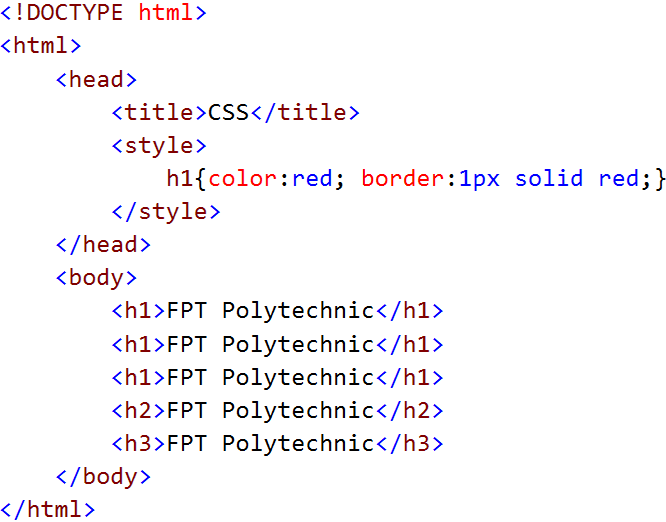 <!DOCTYPE html>
<html>
    <head>
        <title>CSS</title>
        <style>
            h1{color:red; border:1px solid red;}
        </style>
    </head>
    <body>
        <h1>FPT Polytechnic</h1>
        <h1>FPT Polytechnic</h1>
        <h1>FPT Polytechnic</h1>
        <h2>FPT Polytechnic</h2>
        <h3>FPT Polytechnic</h3>
    </body>
</html>